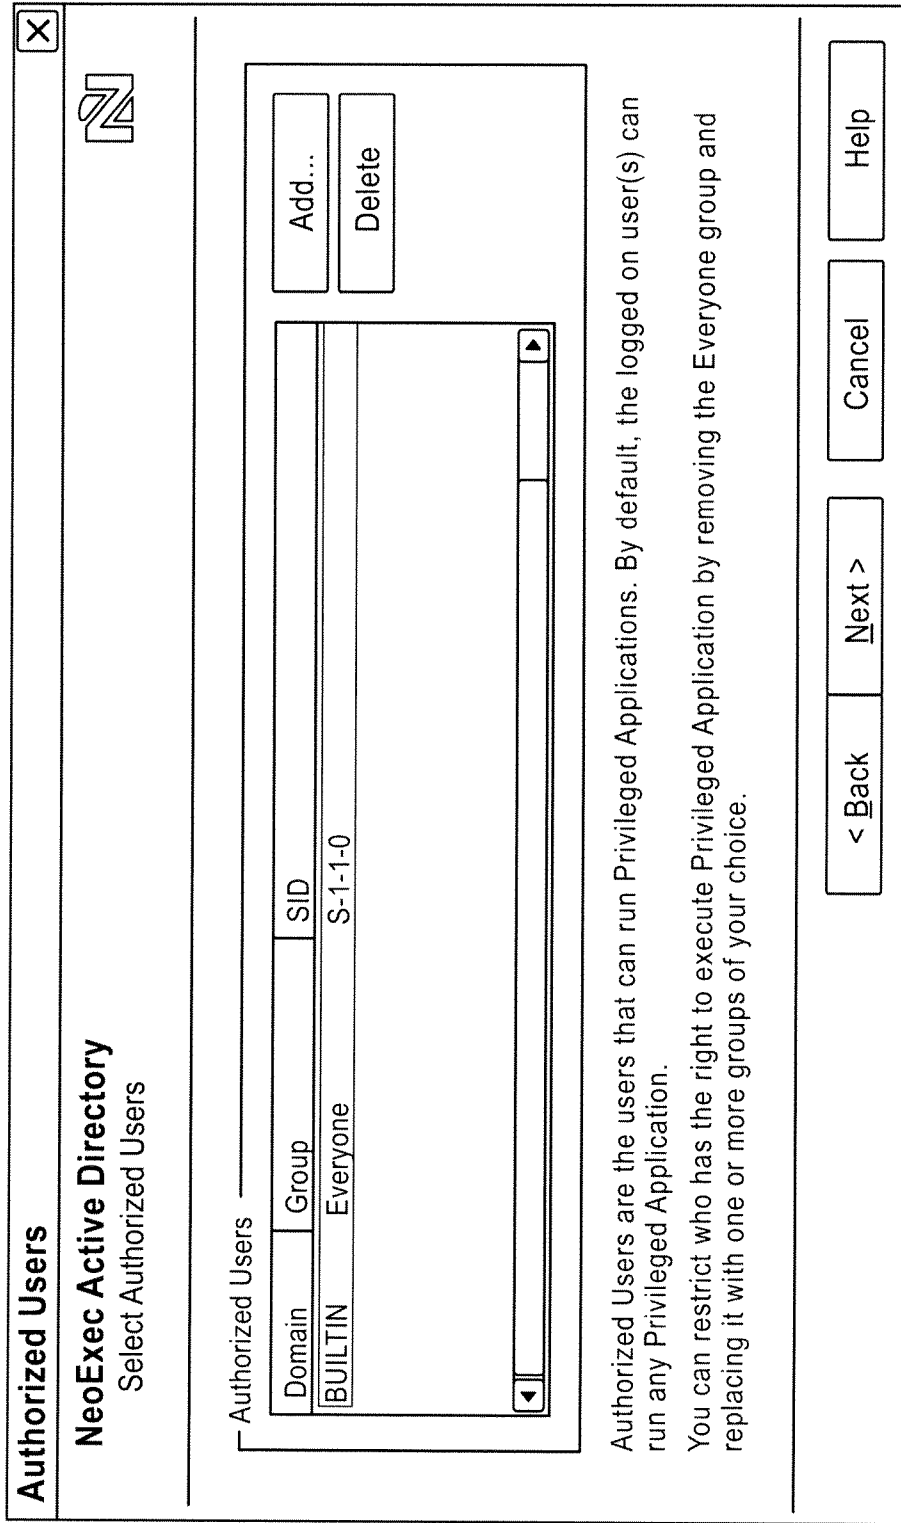 Authorized Users
NeoExec Active Directory
Select Authorized Users
Authorized Users
Domain Group SID
BUILTIN Everyone S-1-1-0
Add...
Delete
Authorized Users are the users that can run Privileged Applications. By default, the logged on user(s) can
run any Privileged Application.
You can restrict who has the right to execute Privileged Application by removing the Everyone group and
replacing it with one or more groups of your choice.
< Back Next > Cancel Help